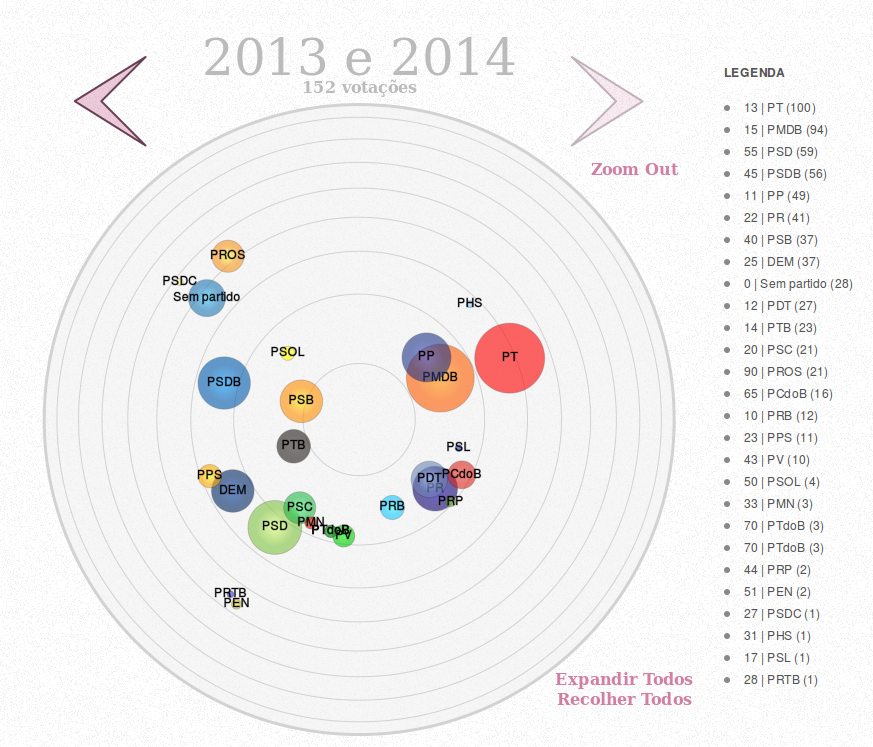 2013 e 2014
152 votações
Zoom Out
PROS
PSDC
Sem partido
PHS
PSOL
PP
PT
PMDB
PSDB
PSB
PTB
PSL
PPS
PCdoB
PDT
DEM
PR
PRP
PSC
PRB
PMN
PSD
PTdoB
PV
PRTB
PEN
Expandir Todos
Recolher Todos
LEGENDA
13 | PT (100)
15 | PMDB (94)
55 | PSD (59)
45 | PSDB (56)
11 | PP (49)
22 | PR (41)
40 | PSB (37)
25 | DEM (37)
0 | Sem partido (28)
12 | PDT (27)
14 | PTB (23)
20 | PSC (21)
90 | PROS (21)
65 | PCdoB (16)
10 | PRB (12)
23 | PPS (11)
43 | PV (10)
50 | PSOL (4)
33 | PMN (3)
70 | PTdoB (3)
70 | PTdoB (3)
44 | PRP (2)
51 | PEN (2)
27 | PSDC (1)
31 | PHS (1)
17 | PSL (1)
28 | PRTB (1)